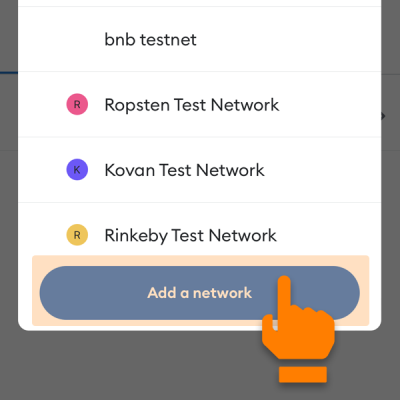 bnb testnet
R Ropsten Test Network
K Kovan Test Network
R Rinkeby Test Network
Add a network